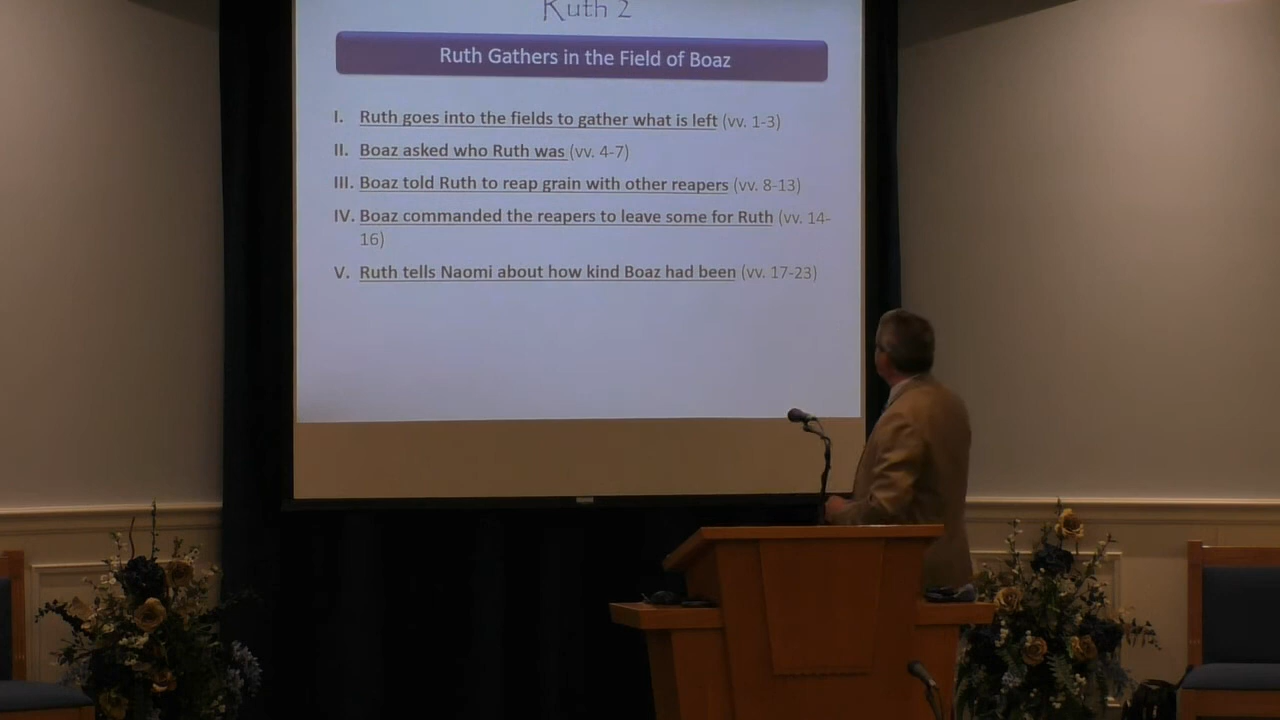 Ruth 2
Ruth Gathers in the Field of Boaz
I. Ruth goes into the fields to gather what is left (vv. 1-3)
II. Boaz asked who Ruth was (vv. 4-7)
III. Boaz told Ruth to reap grain with other reapers (vv. 8-13)
IV. Boaz commanded the reapers to leave some for Ruth (vv. 14-
16)
V. Ruth tells Naomi about how kind Boaz had been (vv. 17-23)